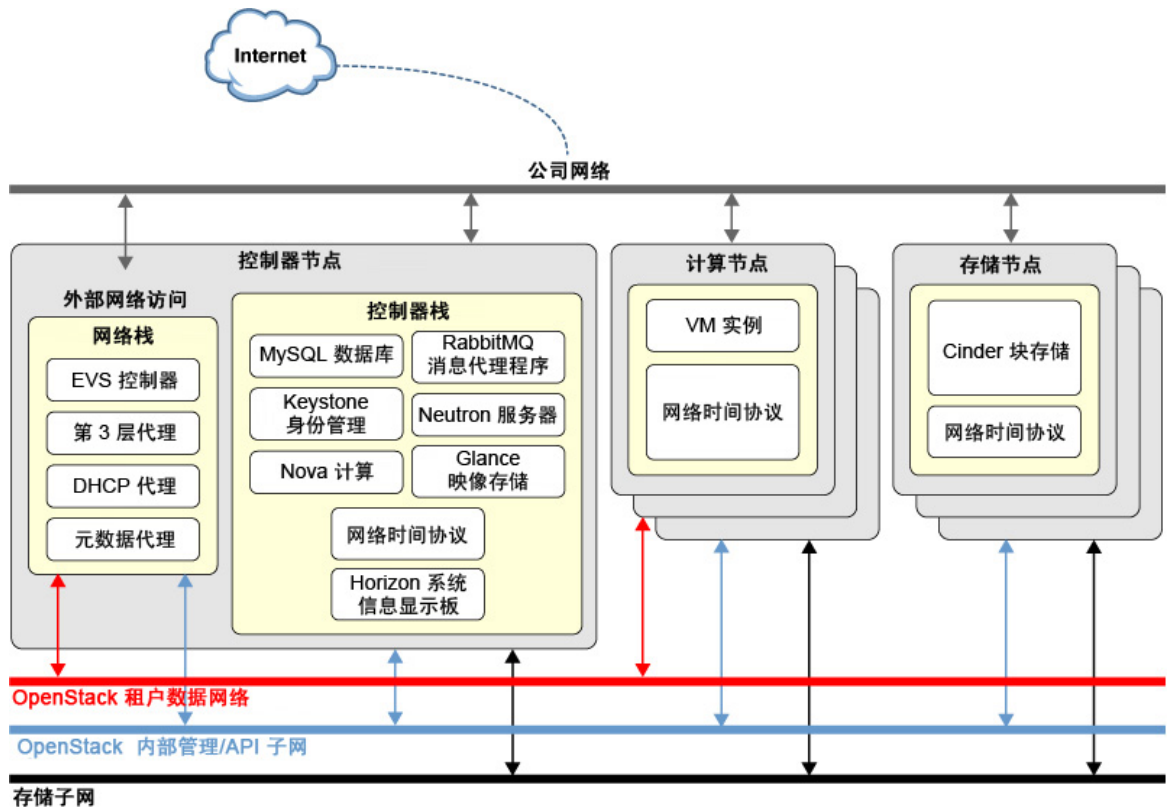 Internet
公司网络
控制器节点
外部网络访问
网络栈
EVS 控制器
第 3 层代理
DHCP 代理
元数据代理
控制器栈
MySQL 数据库
RabbitMQ
消息代理程序
Keystone
身份管理
Neutron 服务器
Nova 计算
Glance
映像存储
网络时间协议
Horizon 系统
信息显示板
计算节点
VM 实例
网络时间协议
存储节点
Cinder 块存储
网络时间协议
OpenStack 租户数据网络
OpenStack 内部管理/API 子网
存储子网